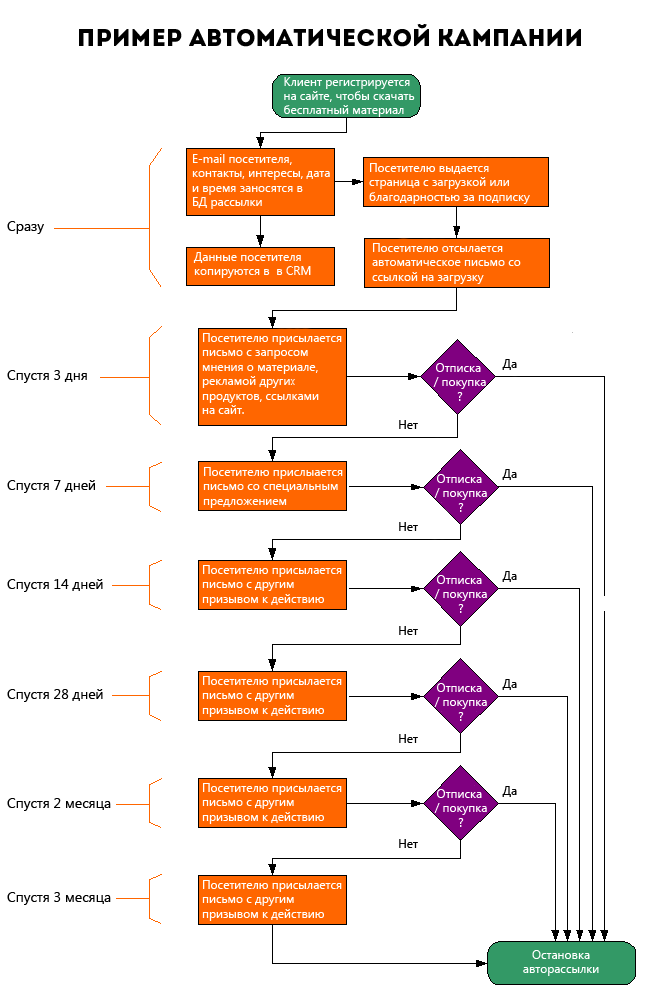 ПРИМЕР АВТОМАТИЧЕСКОЙ КАМПАНИИ
Клиент регистрируется
на сайте, чтобы скачать
бесплатный материал
Сразу
E-mail посетителя,
контакты, интересы, дата
и время заносятся в
БД рассылки
Посетителю выдается
страница с загрузкой или
благодарностью за подписку
Данные посетителя
копируются в в CRM
Посетителю отсылается
автоматическое письмо со
ссылкой на загрузку
Спустя 3 дня
Посетителю присылается
письмо с запросом
мнения о материале,
рекламой других
продуктов, ссылками
на сайт.
Отписка
/ покупка
?
Да
Нет
Спустя 7 дней
Посетителю прислыается
письмо со специальным
предложением
Отписка
/ покупка
?
Да
Нет
Спустя 14 дней
Посетителю присылается
письмо с другим
призывом к действию
Отписка
/ покупка
?
Да
Нет
Спустя 28 дней
Посетителю присылается
письмо с другим
призывом к действию
Отписка
/ покупка
?
Да
Нет
Спустя 2 месяца
Посетителю присылается
письмо с другим
призывом к действию
Отписка
/ покупка
?
Да
Нет
Спустя 3 месяца
Посетителю присылается
письмо с другим
призывом к действию
Остановка
авторассылки